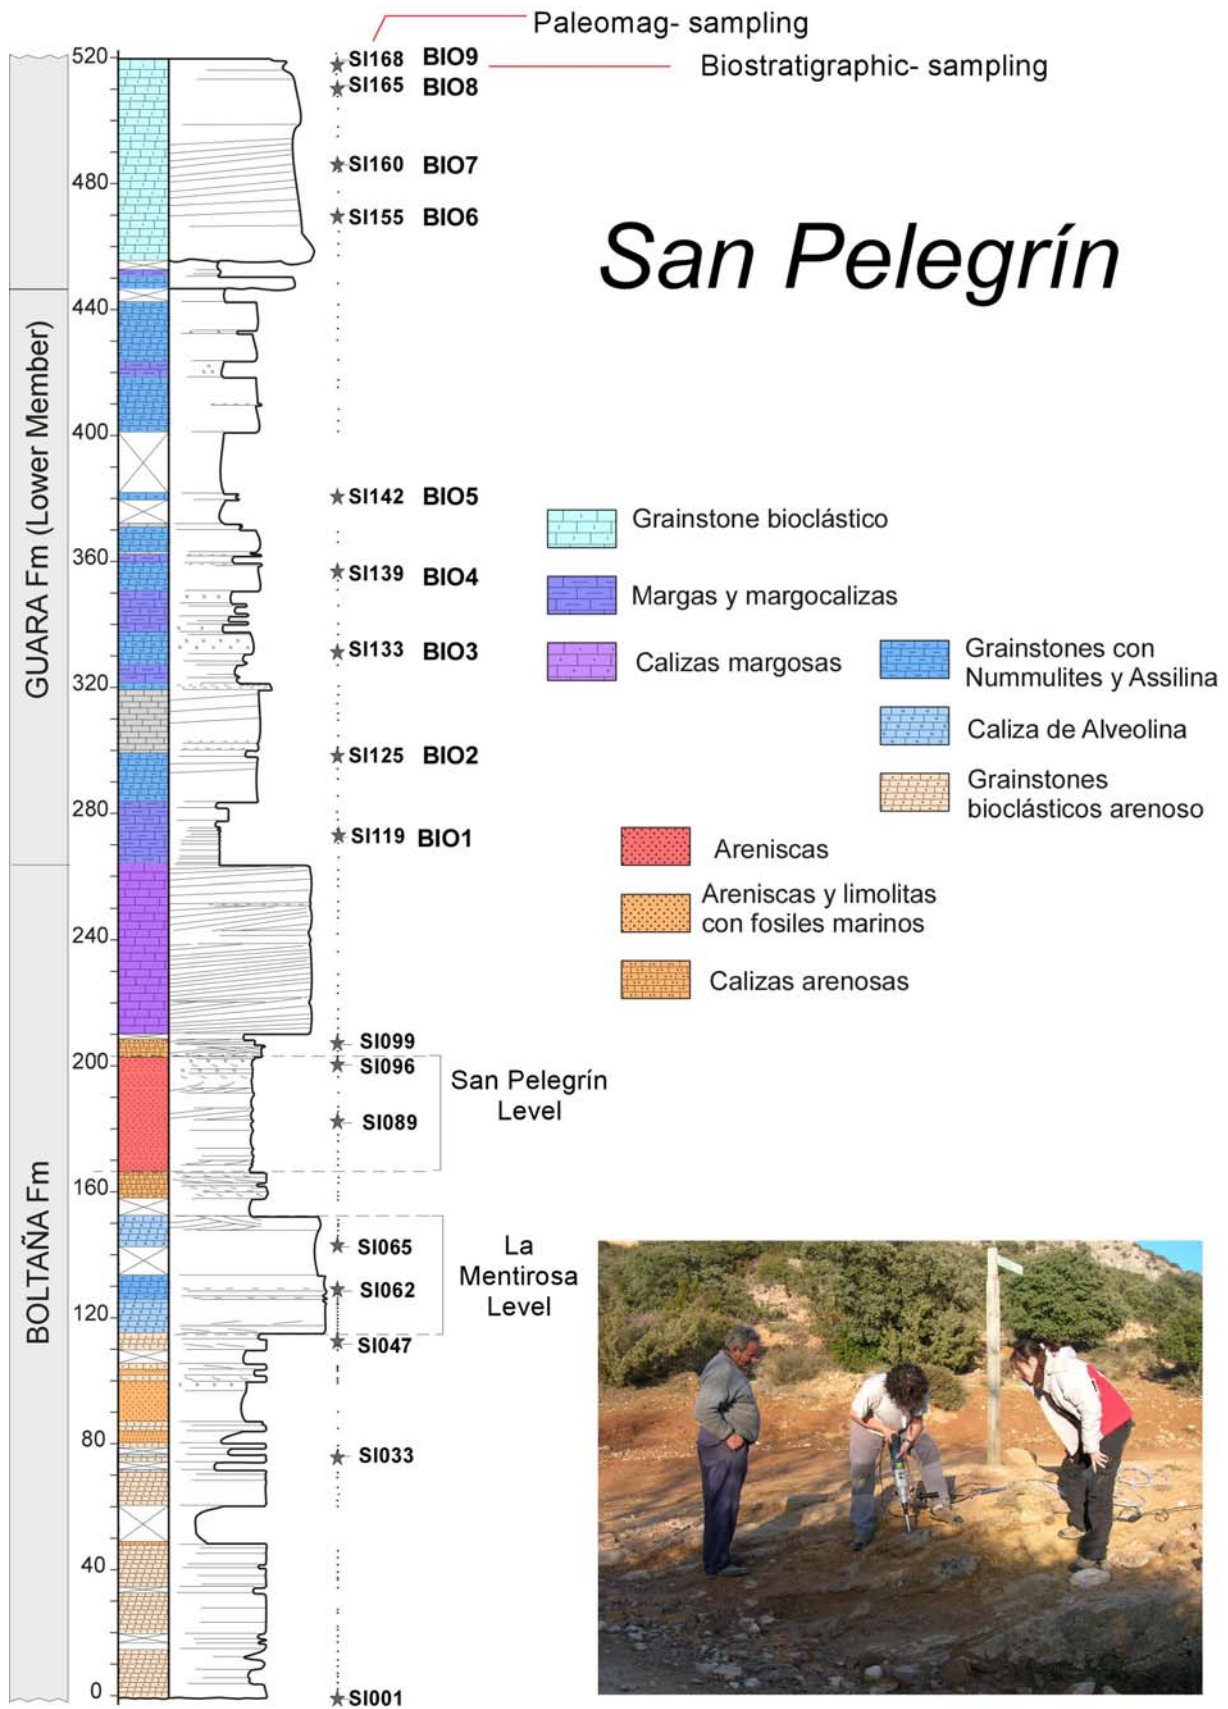 Paleomag- sampling
Biostratigraphic- sampling
San Pelegrín
520
480
440
400
360
320
280
240
200
160
120
80
40
0
GUARA Fm (Lower Member)
BOLTAÑA Fm
SI168 BIO9
SI165 BIO8
SI160 BIO7
SI155 BIO6
SI142 BIO5
SI139 BIO4
SI133 BIO3
SI125 BIO2
SI119 BIO1
SI099
SI096
SI089
SI065
SI062
SI047
SI033
SI001
San Pelegrín
Level
La
Mentirosa
Level
Grainstone bioclástico
Margas y margocalizas
Calizas margosas
Grainstones con
Nummulites y Assilina
Caliza de Alveolina
Grainstones
bioclásticos arenoso
Areniscas
Areniscas y limolitas
con fosiles marinos
Calizas arenosas